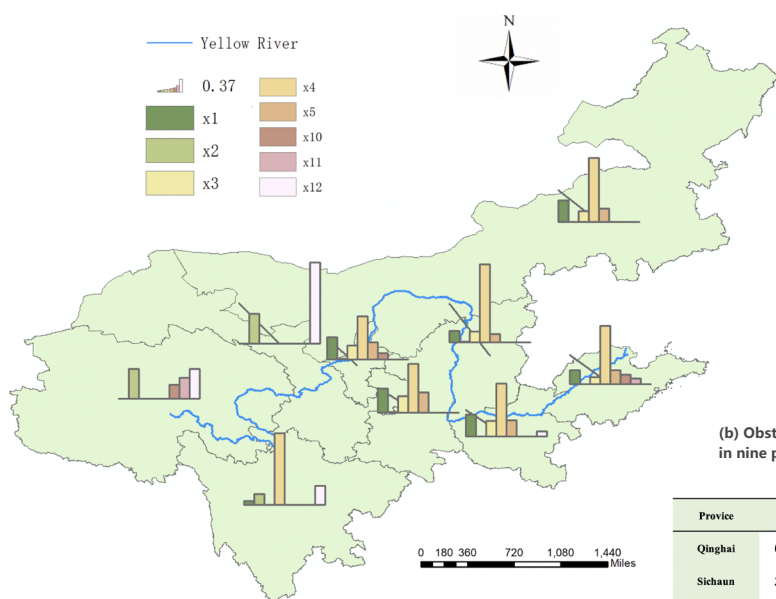 N
Yellow River
0.37
x1
x2
x3
x4
x5
x10
x11
x12
(b) Obst
in nine p
0 180 360 720 1,080 1,440
Miles
Provice
Qinghai
Sichaun